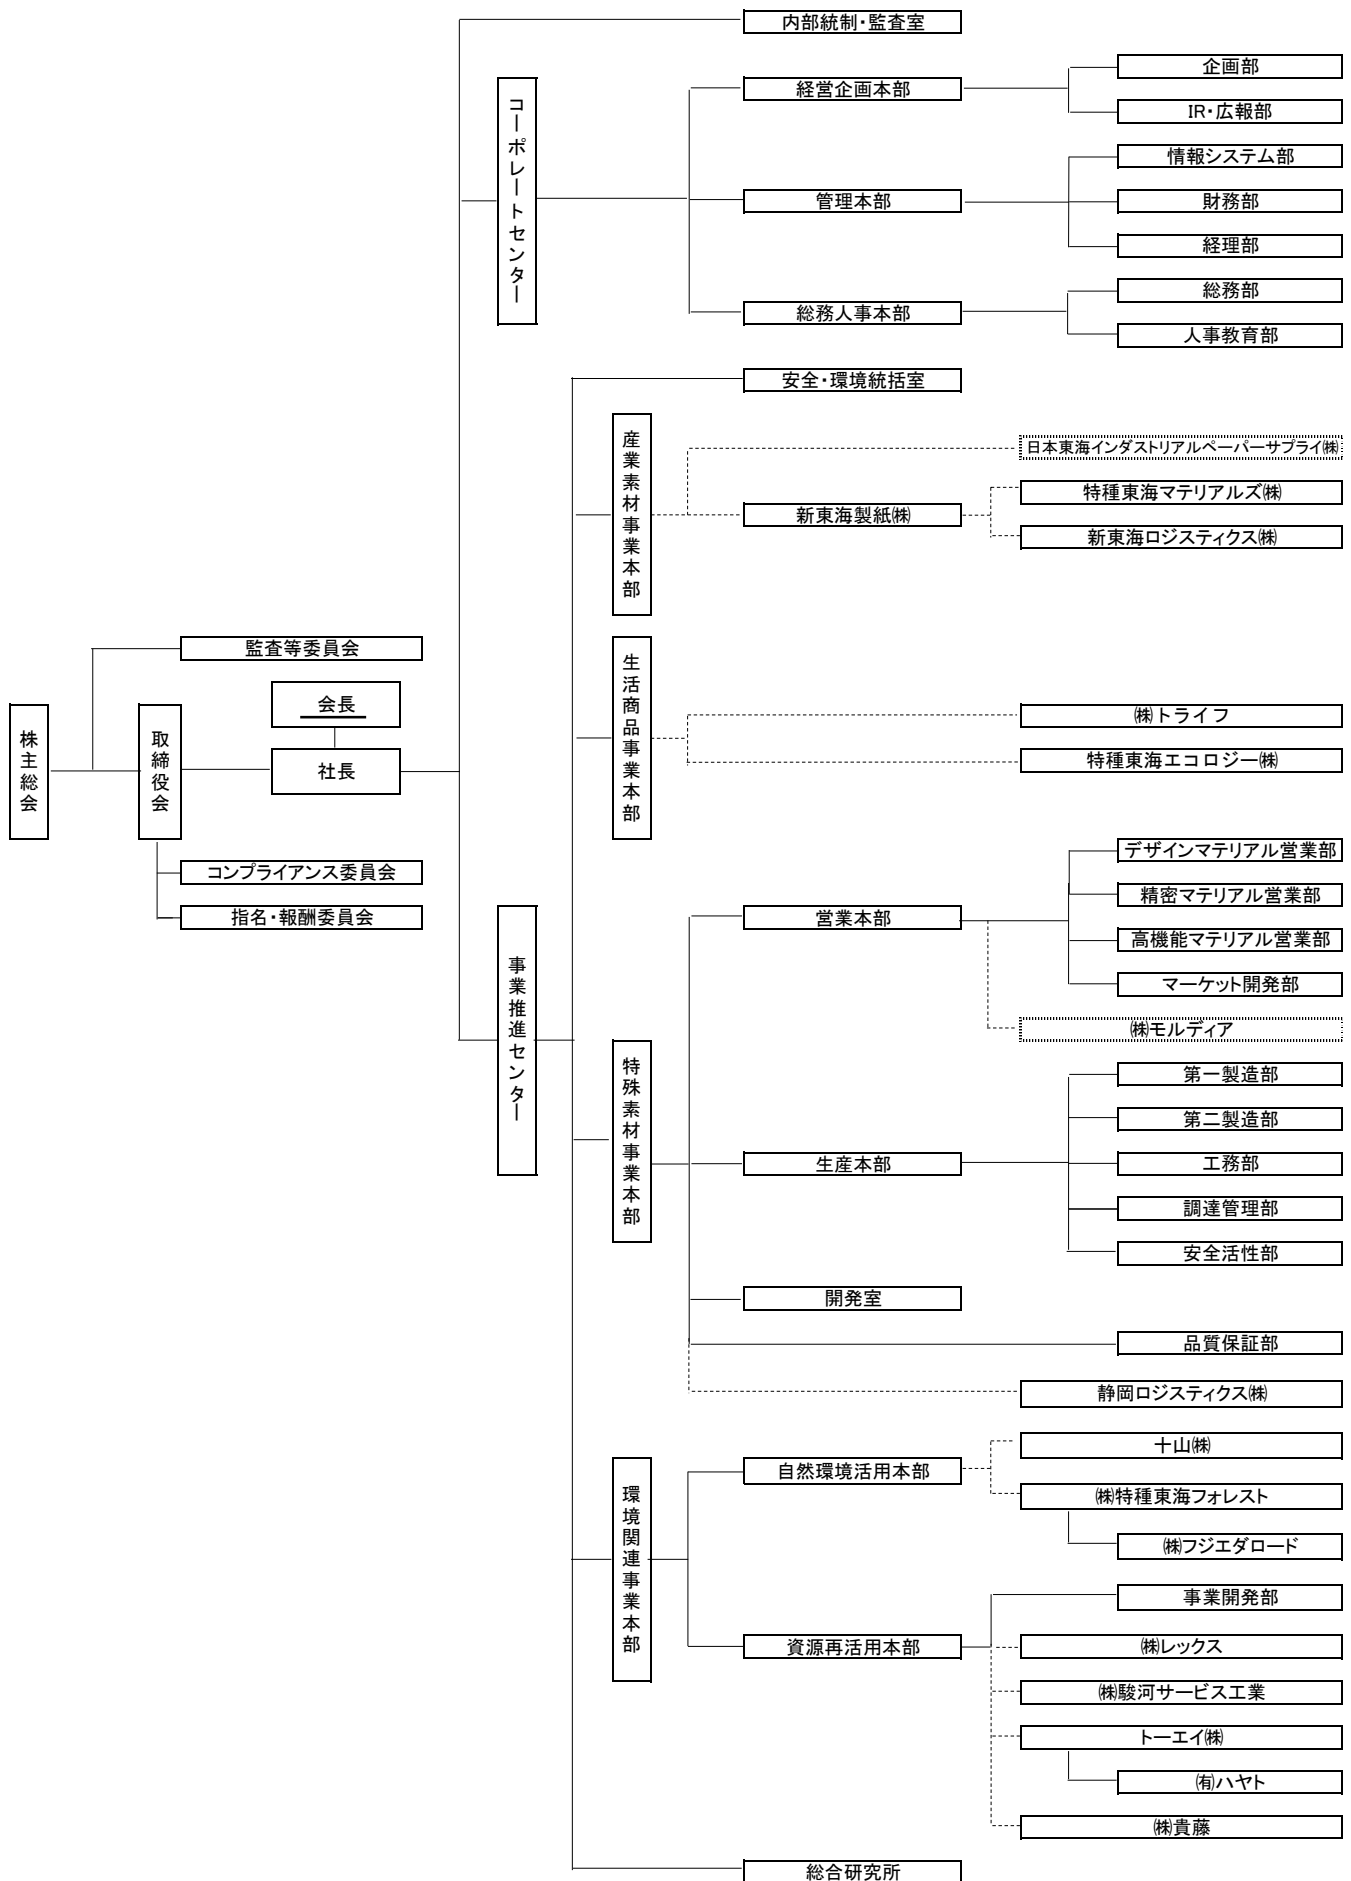 内部統制・監査室
コーポレートセンター
経営企画本部
企画部
IR・広報部
管理本部
情報システム部
財務部
経理部
総務人事本部
総務部
人事教育部
安全・環境統括室
産業素材事業本部
日本東海インダストリアルペーパーサプライ㈱
新東海製紙㈱
特種東海マテリアルズ㈱
新東海ロジスティクス㈱
生活商品事業本部
㈱トライフ
特種東海エコロジー㈱
株主総会
監査等委員会
取締役会
会長
社長
コンプライアンス委員会
指名・報酬委員会
事業推進センター
特殊素材事業本部
営業本部
デザインマテリアル営業部
精密マテリアル営業部
高機能マテリアル営業部
マーケット開発部
㈱モルディア
生産本部
第一製造部
第二製造部
工務部
調達管理部
安全活性部
開発室
品質保証部
静岡ロジスティクス㈱
環境関連事業本部
自然環境活用本部
十山㈱
㈱特種東海フォレスト
㈱フジエダロード
資源再活用本部
事業開発部
㈱レックス
㈱駿河サービス工業
トーエイ㈱
㈲ハヤト
㈱貴藤
総合研究所